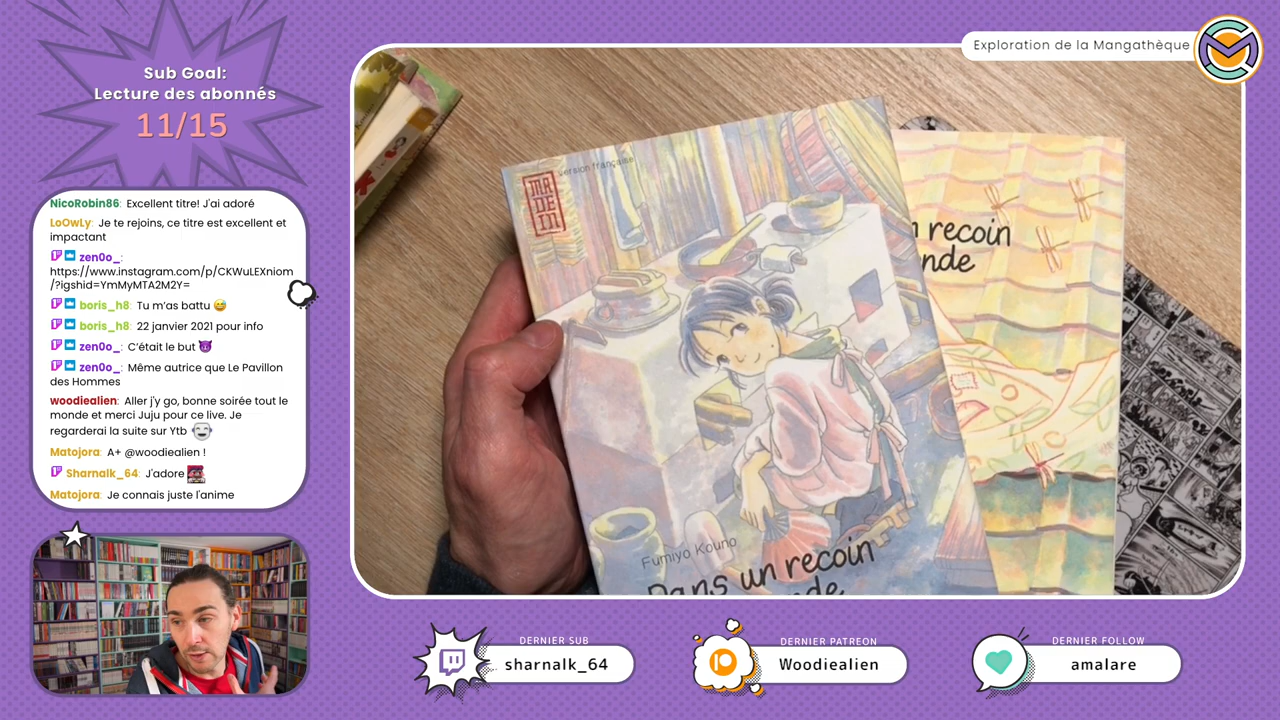 Sub Goal:
Lecture des abonnés
11/15
NicoRobin86: Excellent titre! J'ai adoré
LoOwLy: Je te rejoins, ce titre est excellent et
impactant
zen0o_:
https://www.instagram.com/p/CKWuLEXniom
/?igshid=YmMyMTA2M2Y=
boris_h8: Tu m'as battu 😅
boris_h8: 22 janvier 2021 pour info
zen0o_: C'était le but 😈
zen0o_: Même autrice que Le Pavillon
des Hommes
woodiealien: Aller j'y go, bonne soirée tout le
monde et merci Juju pour ce live. Je
regarderai la suite sur Ytb
Matojora: A+ @woodiealien !
Sharnalk_64: J'adore
Matojora: Je connais juste l'anime
Exploration de la Mangathèque
version française
MA
DE
IN
Fumiyo Kouno
Dans un recoin
nde
n recoin
onde
DERNIER SUB
sharnalk_64
DERNIER PATREON
Woodiealien
DERNIER FOLLOW
amalare